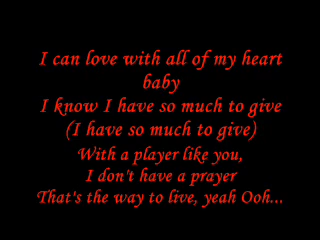 I can love with all of my heart
baby
I know I have so much to give
(I have so much to give)
With a player like you,
I don't have a prayer
That's the way to live, yeah Ooh...